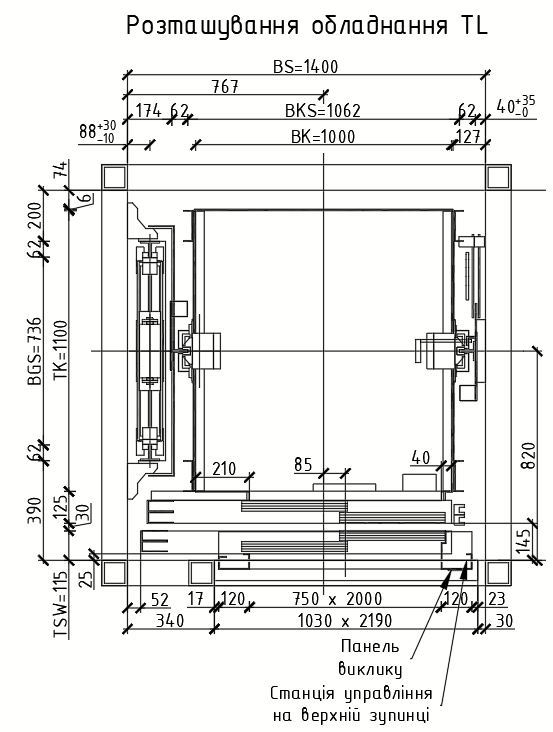 Розташування обладнання TL
BS=1400
767
174 62 BKS=1062 62 40+35-0
88+30-10 BK=1000 127
74
6
200
62
BGS=736
TK=1100
62
390
125
30
25
TSW=115
210 85 40
820
145
52 17 120 750 x 2000 120 23
340 1030 x 2190 30
Панель
виклику
Станція управління
на верхній зупинці